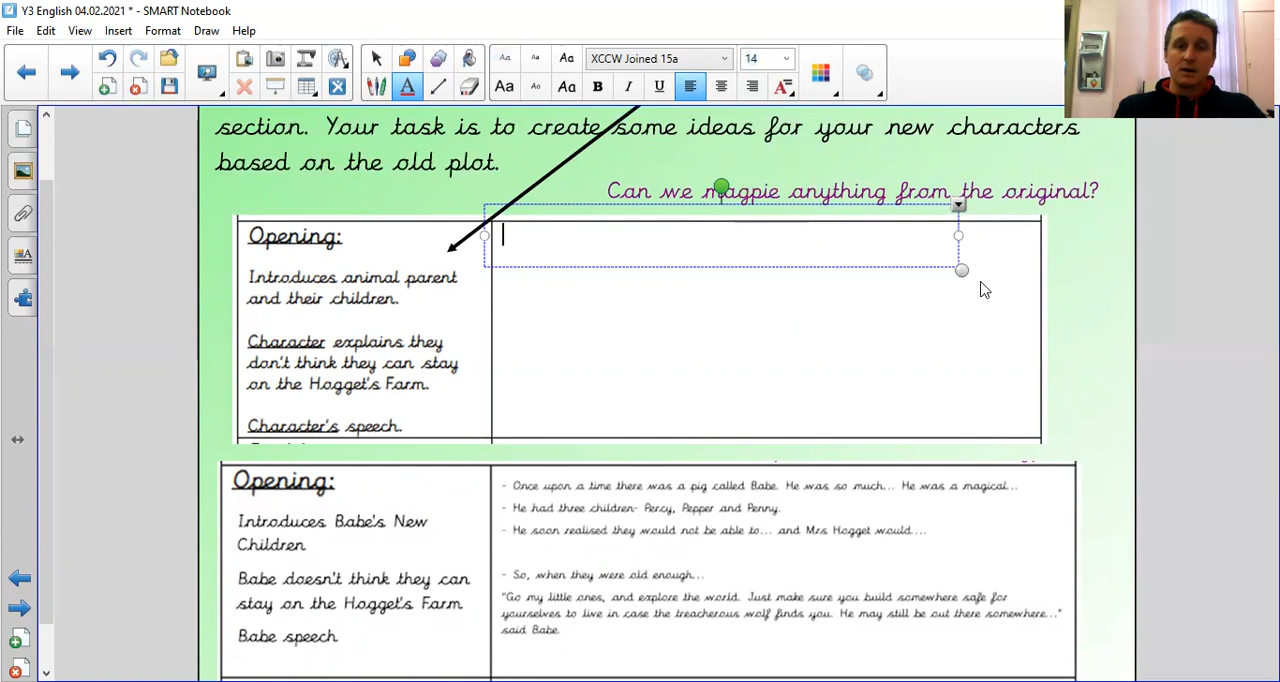 Y3 English 04.02.2021 * - SMART Notebook
File Edit View Insert Format Draw Help
Aa Aa Aa XCCW Joined 15a 14
Aa Aa Aa B I U
section. Your task is to create some ideas for your new characters
based on the old plot.
Can we magpie anything from the original?
Opening:
Introduces animal parent
and their children.
Character explains they
don't think they can stay
on the Hogget's Farm.
Character's speech.
Opening:
Introduces Babe's New
Children
Babe doesn't think they can
stay on the Hogget's Farm
Babe speech
- Once upon a time there was a pig called Babe. He was so much... He was a magical...
- He had three children- Percy, Pepper and Penny.
- He soon realised they would not be able to... and Mrs Hogget would....
- So, when they were old enough...
"Go my little ones, and explore the world. Just make sure you build somewhere safe for
yourselves to live in case the treacherous wolf finds you. He may still be out there somewhere..."
said Babe.